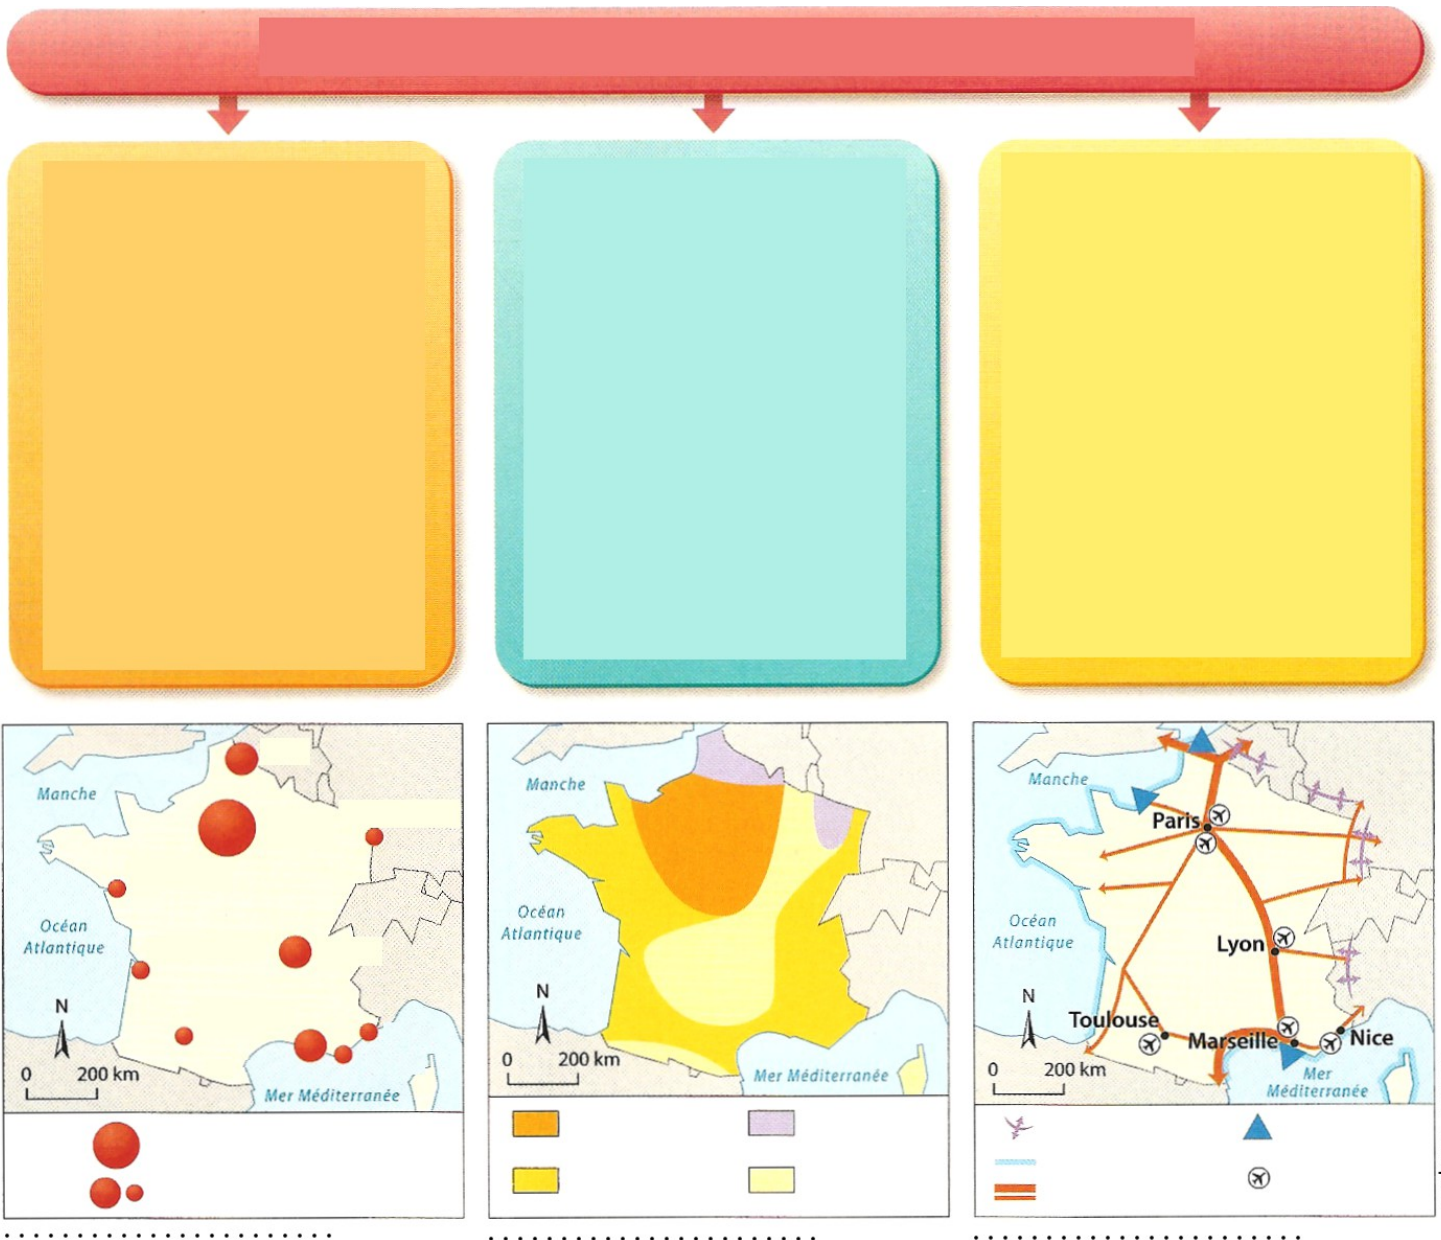 Manche
Océan
Atlantique
N
0 200 km
Mer Méditerranée
Manche
Océan
Atlantique
N
0 200 km
Mer Méditerranée
Manche
Paris
Océan
Atlantique
Lyon
N
Toulouse
Marseille
Nice
0 200 km
Mer
Méditerranée